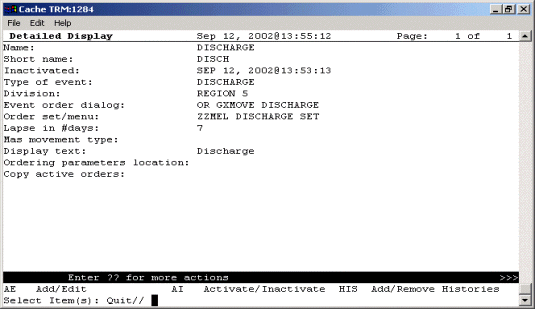 Cache TRM:1284
File Edit Help
Detailed Display Sep 12, 2002@13:55:12 Page: 1 of 1
Name: DISCHARGE
Short name: DISCH
Inactivated: SEP 12, 2002@13:53:13
Type of event: DISCHARGE
Division: REGION 5
Event order dialog: OR GXMOVE DISCHARGE
Order set/menu: ZZMEL DISCHARGE SET
Lapse in #days: 7
Mas movement type:
Display text: Discharge
Ordering parameters location:
Copy active orders:
Enter ?? for more actions >>>
AE Add/Edit AI Activate/Inactivate HIS Add/Remove Histories
Select Item(s): Quit//